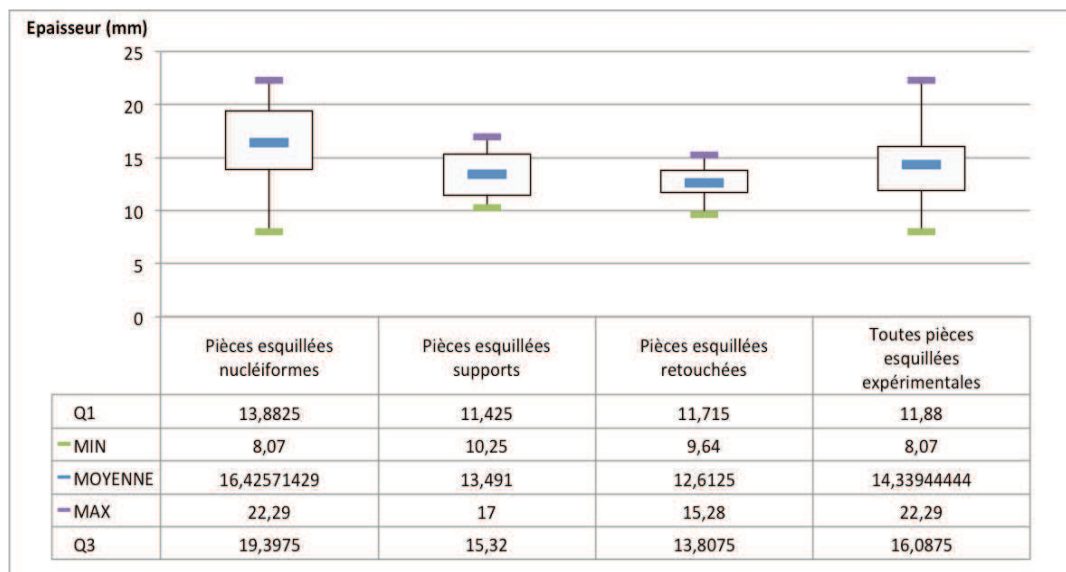 Epaisseur (mm)
25
20
15
10
5
0
Pièces esquillées
nucléiformes
Pièces esquillées
supports
Pièces esquillées
retouchées
Toutes pièces
esquillées
expérimentales
Q1 13,8825 11,425 11,715 11,88
MIN 8,07 10,25 9,64 8,07
MOYENNE 16,42571429 13,491 12,6125 14,33944444
MAX 22,29 17 15,28 22,29
Q3 19,3975 15,32 13,8075 16,0875